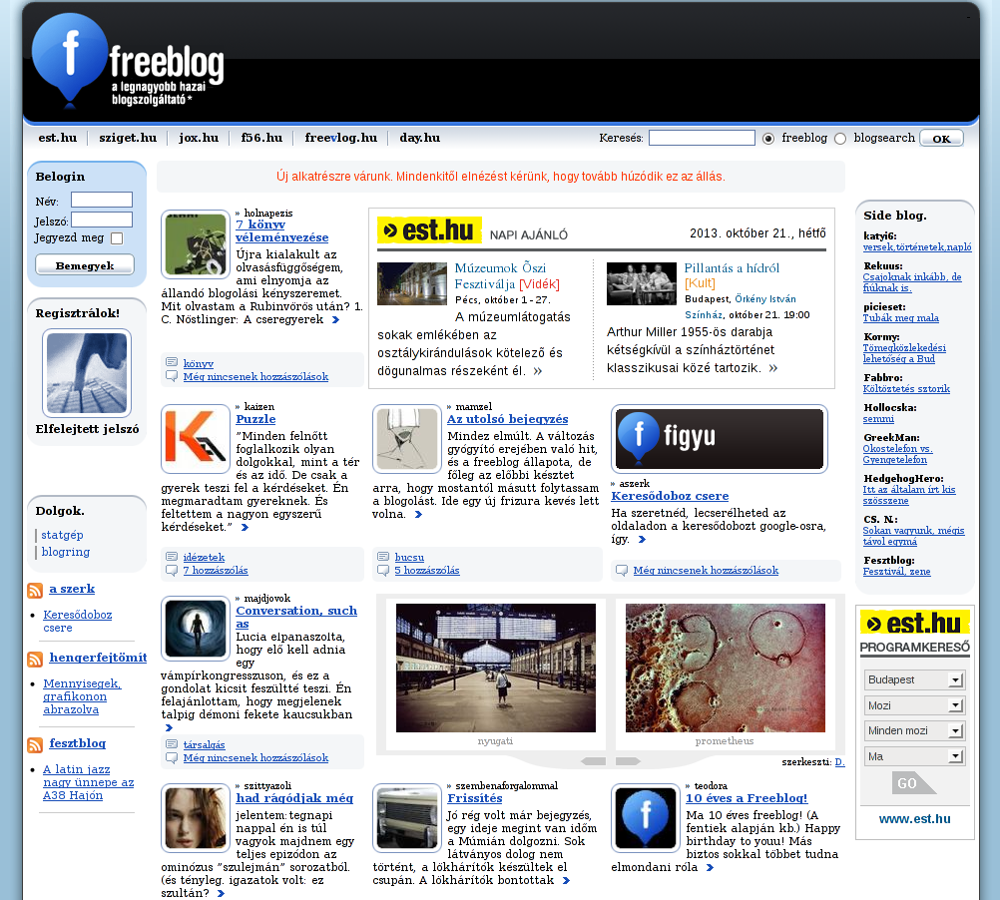 freeblog
a legnagyobb hazai
blogszolgáltató*
est.hu
sziget.hu
jox.hu
f56.hu
freevlog.hu
day.hu
Keresés:
freeblog
blogsearch
OK
Belogin
Név:
Jelszó:
Jegyezd meg
Bemegyek
Regisztrálok!
Elfelejtett jelszó
Dolgok.
statgép
blogring
a szerk
Keresődoboz
csere
hengerfejtömít
Mennyisegek,
grafikonon
abrazolva
fesztblog
A latin jazz
nagy ünnepe az
A38 Hajón
Új alkatrészre várunk. Mindenkitől elnézést kérünk, hogy tovább húzódik ez az állás.
» holnapezis
7 könyv
véleményezése
Újra kialakult az
olvasásfüggőségem,
ami elnyomja az
állandó blogolási kényszeremet.
Mit olvastam a Rubinvörös után? 1.
C. Nöstlinger: A cseregyerek
könyv
Még nincsenek hozzászólások
est.hu NAPI AJÁNLÓ
2013. október 21., hétfő
Múzeumok Õszi
Fesztiválja [Vidék]
Pécs, október 1 - 27.
A múzeumlátogatás
sokak emlékében az
osztálykirándulások kötelező és
dögunalmas részeként él. »
Pillantás a hídról
[Kult]
Budapest, Örkény István
Színház, október 21. 19:00
Arthur Miller 1955-ös darabja
kétségkívül a színháztörténet
klasszikusai közé tartozik. »
» kaizen
Puzzle
"Minden felnőtt
foglalkozik olyan
dolgokkal, mint a tér
és az idő. De csak a
gyerek teszi fel a kérdéseket. Én
megmaradtam gyereknek. És
feltettem a nagyon egyszerű
kérdéseket."
idézetek
7 hozzászólás
» mamzel
Az utolsó bejegyzés
Mindez elmúlt. A változás
gyógyító erejében való hit,
és a freeblog állapota, de
főleg az előbbi késztet
arra, hogy mostantól másutt folytassam
a blogolást. Ide egy új frizura kevés lett
volna.
bucsu
5 hozzászólás
figyu
» aszerk
Keresődoboz csere
Ha szeretnéd, lecserélheted az
oldaladon a keresődobozt google-osra,
így.
Még nincsenek hozzászólások
» majdjovok
Conversation, such
as
Lucia elpanaszolta,
hogy elő kell adnia
egy
vámpírkongresszuson, és ez a
gondolat kicsit feszültté teszi. Én
felajánlottam, hogy megjelenek
talpig démoni fekete kaucsukban
társalgás
Még nincsenek hozzászólások
nyugati
prometheus
szerkeszti: D.
» szittyazoli
had rágódjak még
jelentem:tegnapi
nappal én is túl
vagyok majdnem egy
teljes epizódon az
ominózus "szulejmán" sorozatból.
(és tényleg. igazatok volt: ez
szultán?
» szembenaforgalommal
Frissítés
Jó rég volt már bejegyzés,
egy ideje megint van időm
a Múmián dolgozni. Sok
látványos dolog nem
történt, a lökhárítók készültek el
csupán. A lökhárítók bontottak
» teodora
10 éves a Freeblog!
Ma 10 éves freeblog! (A
fentiek alapján kb.) Happy
birthday to youu! Más
biztos sokkal többet tudna
elmondani róla
Side blog.
katyi6:
versek,történetek,napló
Rekuus:
Csajoknak inkább, de
fiúknak is.
picieset:
Tubák meg mala
Kormy:
Tömegközlekedési
lehetőség a Bud
Fabbro:
Költöztetés sztorik
Hollocska:
semmi
GreekMan:
Okostelefon vs.
Gyengetelefon
HedgehogHero:
Itt az általam írt kis
szösszene
CS. N.:
Sokan vagyunk, mégis
távol egymá
Fesztblog:
Fesztivál, zene
est.hu
PROGRAMKERESŐ
Budapest
Mozi
Minden mozi
Ma
GO
www.est.hu